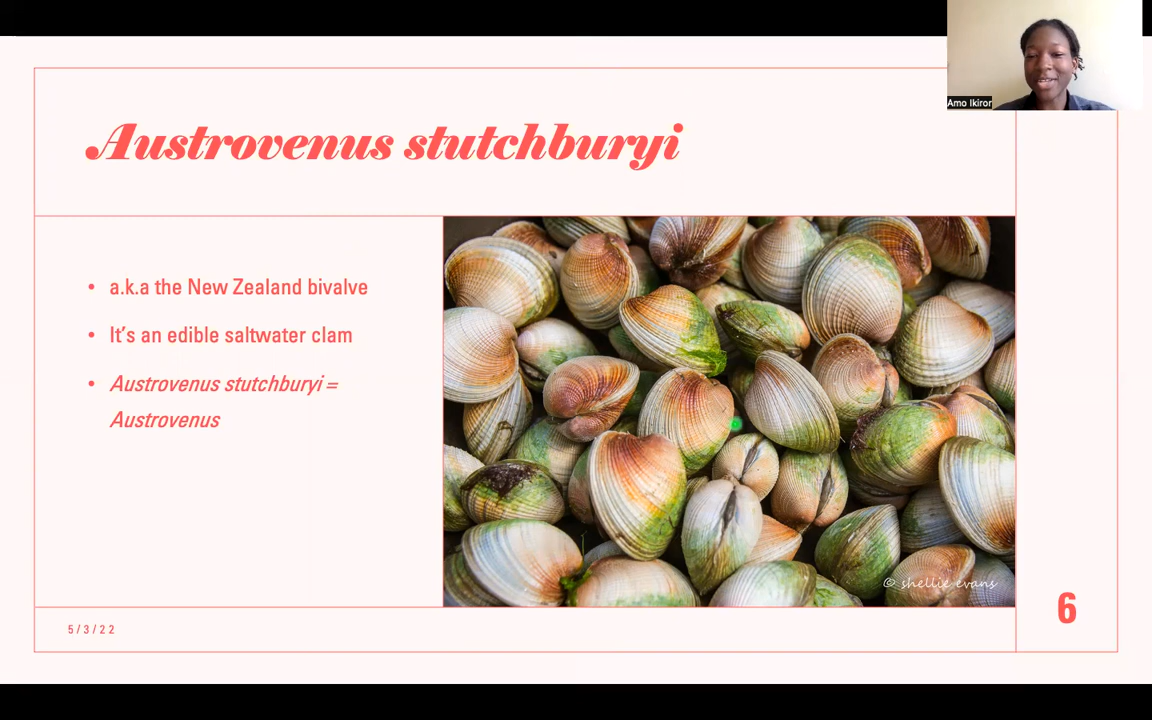 Amo Ikiror
Austrovenus stutchburyi
• a.k.a the New Zealand bivalve
• It's an edible saltwater clam
• Austrovenus stutchburyi =
Austrovenus
© shellie evans
6
5/3/22